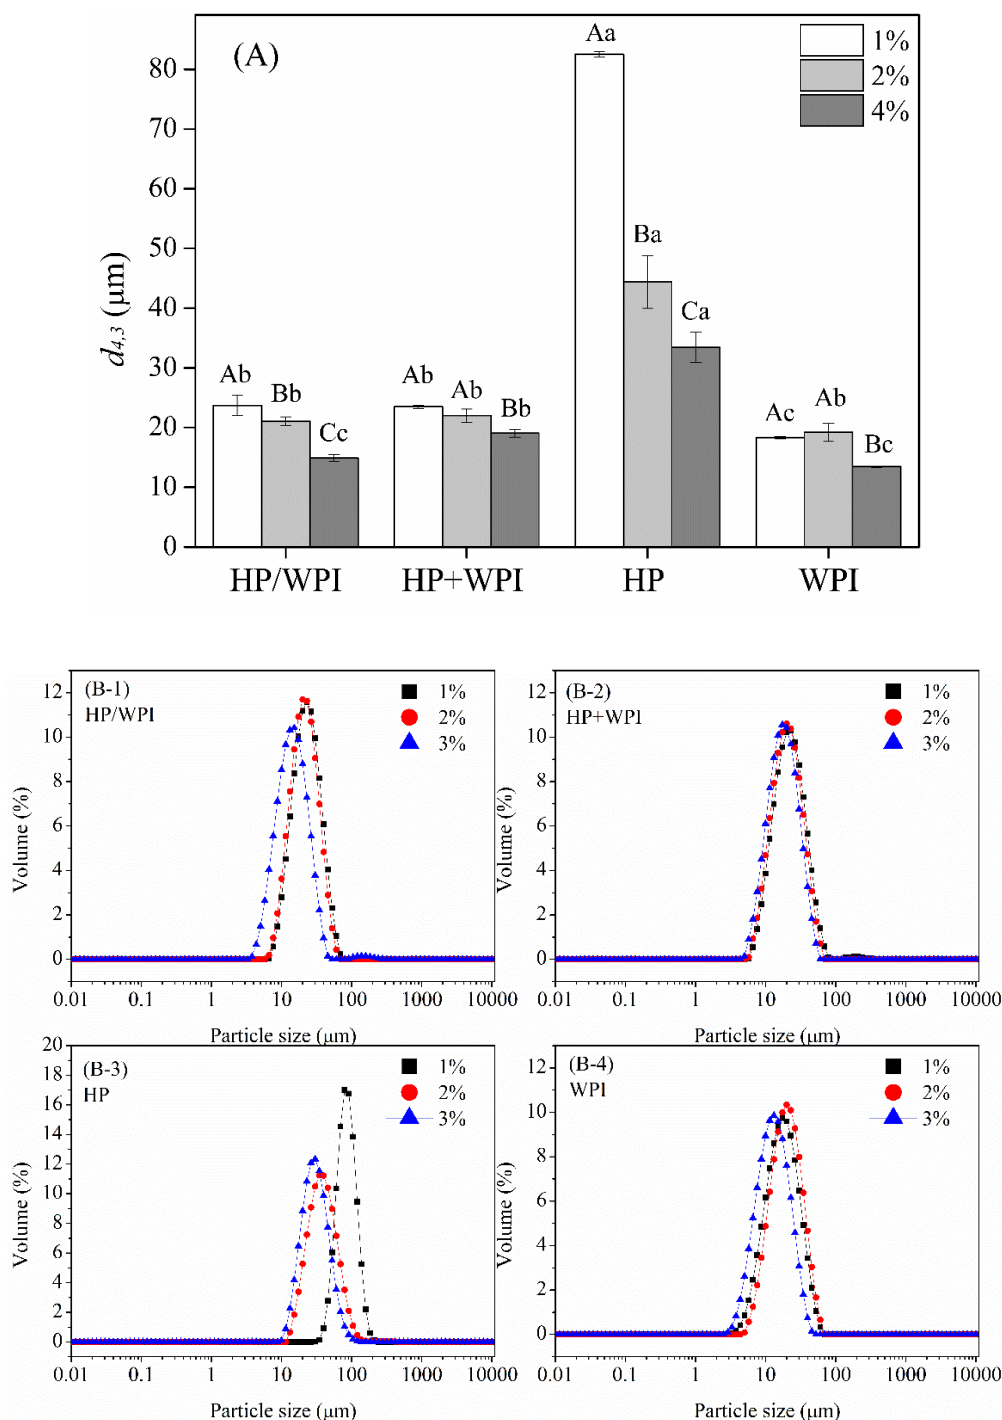 (A)
1%
2%
4%
Aa
Ba
Ca
Ab
Bb
Cc
Ab
Ab
Bb
Ac
Ab
Bc
d4,3 (μm)
80
70
60
50
40
30
20
10
0
HP/WPI HP+WPI HP WPI
(B-1)
HP/WPI
1%
2%
3%
Volume (%)
12
10
8
6
4
2
0
0.01 0.1 1 10 100 1000 10000
Particle size (μm)
(B-2)
HP+WPI
1%
2%
3%
Volume (%)
12
10
8
6
4
2
0
0.01 0.1 1 10 100 1000 10000
Particle size (μm)
(B-3)
HP
1%
2%
3%
Volume (%)
20
18
16
14
12
10
8
6
4
2
0
0.01 0.1 1 10 100 1000 10000
Particle size (μm)
(B-4)
WPI
1%
2%
3%
Volume (%)
12
10
8
6
4
2
0
0.01 0.1 1 10 100 1000 10000
Particle size (μm)